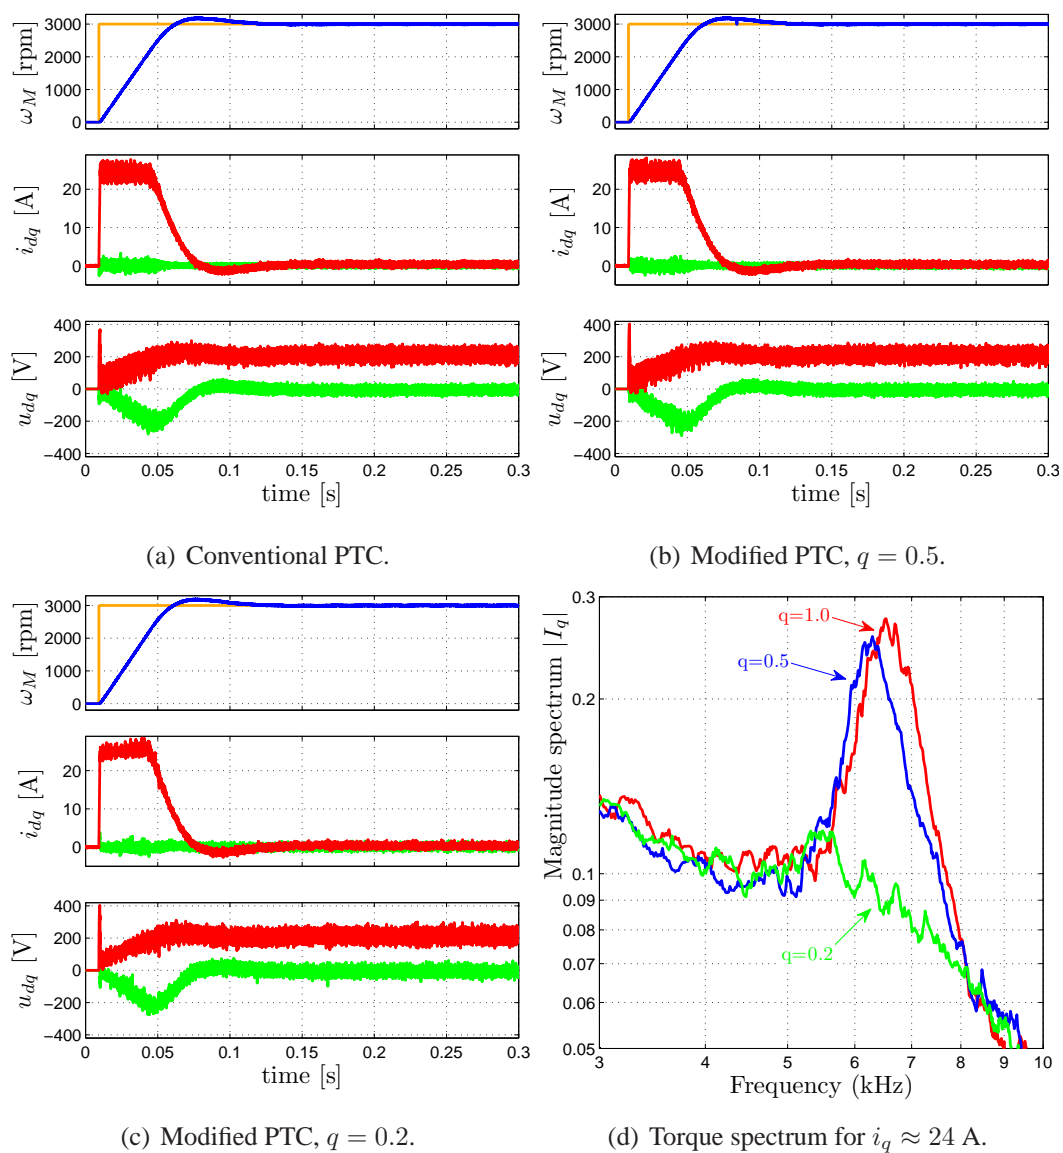 3000
2000
1000
0
ω_M [rpm]
20
10
0
i_dq [A]
400
200
0
−200
−400
u_dq [V]
0 0.05 0.1 0.15 0.2 0.25 0.3
time [s]
(a) Conventional PTC.
3000
2000
1000
0
ω_M [rpm]
20
10
0
i_dq [A]
400
200
0
−200
−400
u_dq [V]
0 0.05 0.1 0.15 0.2 0.25 0.3
time [s]
(b) Modified PTC, q = 0.5.
3000
2000
1000
0
ω_M [rpm]
20
10
0
i_dq [A]
400
200
0
−200
−400
u_dq [V]
0 0.05 0.1 0.15 0.2 0.25 0.3
time [s]
(c) Modified PTC, q = 0.2.
0.3
0.2
0.1
0.09
0.08
0.07
0.06
0.05
Magnitude spectrum |I_q|
q=1.0
q=0.5
q=0.2
3 4 5 6 7 8 9 10
Frequency (kHz)
(d) Torque spectrum for i_q ≈ 24 A.